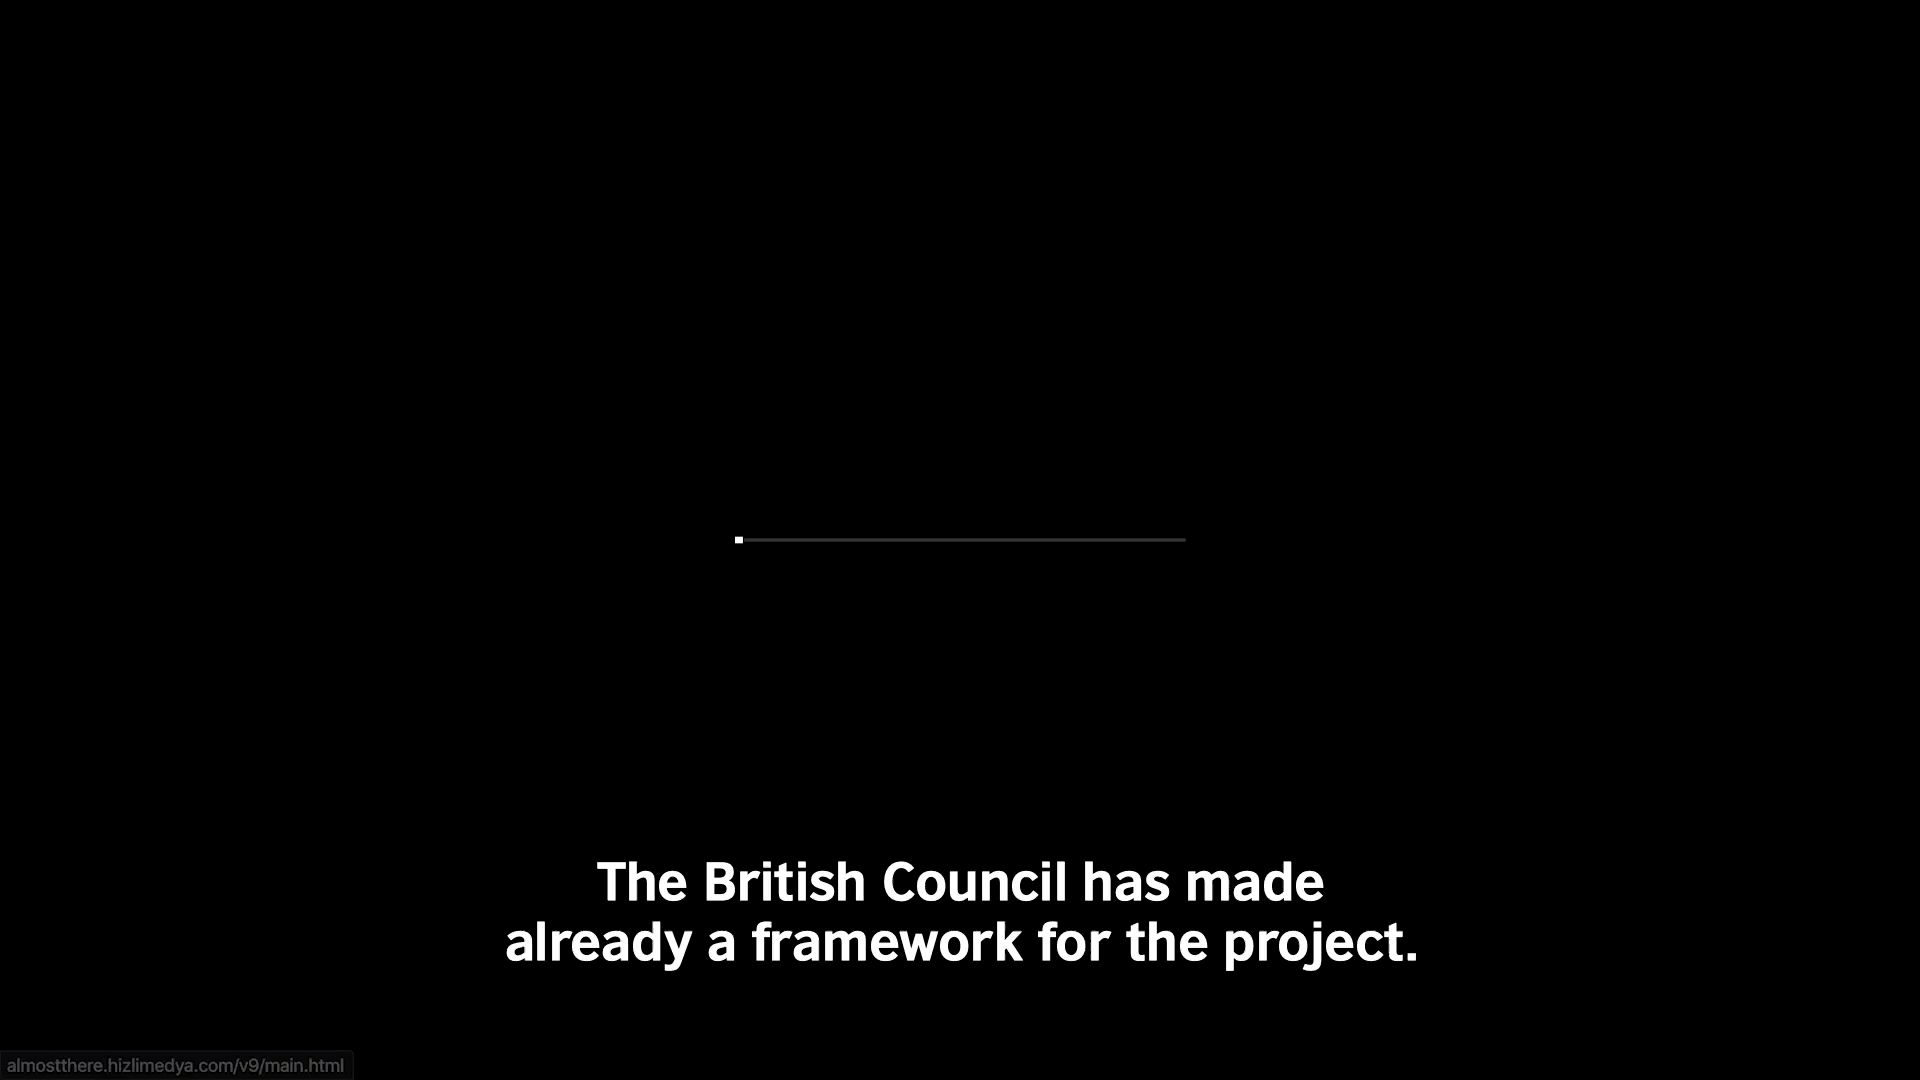 The British Council has made
already a framework for the project.
almostthere.hizlimedya.com/v9/main.html